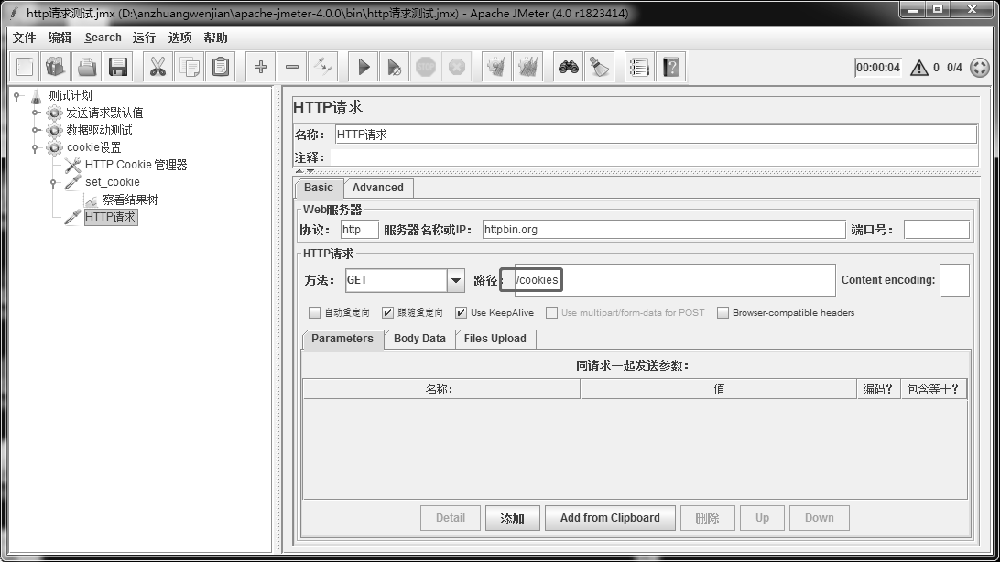 http请求测试.jmx (D:\anzhuangwenjian\apache-jmeter-4.0.0\bin\http请求测试.jmx) - Apache JMeter (4.0 r1823414)
文件 编辑 Search 运行 选项 帮助
STOP 00:00:04 0 0/4
测试计划
发送请求默认值
数据驱动测试
cookie设置
HTTP Cookie 管理器
set_cookie
察看结果树
HTTP请求
HTTP请求
名称: HTTP请求
注释:
Basic Advanced
Web服务器
协议: http 服务器名称或IP: httpbin.org 端口号:
HTTP请求
方法: GET 路径: /cookies Content encoding:
自动重定向 跟随重定向 Use KeepAlive Use multipart/form-data for POST Browser-compatible headers
Parameters Body Data Files Upload
同请求一起发送参数:
名称: 值 编码? 包含等于?
Detail 添加 Add from Clipboard 删除 Up Down